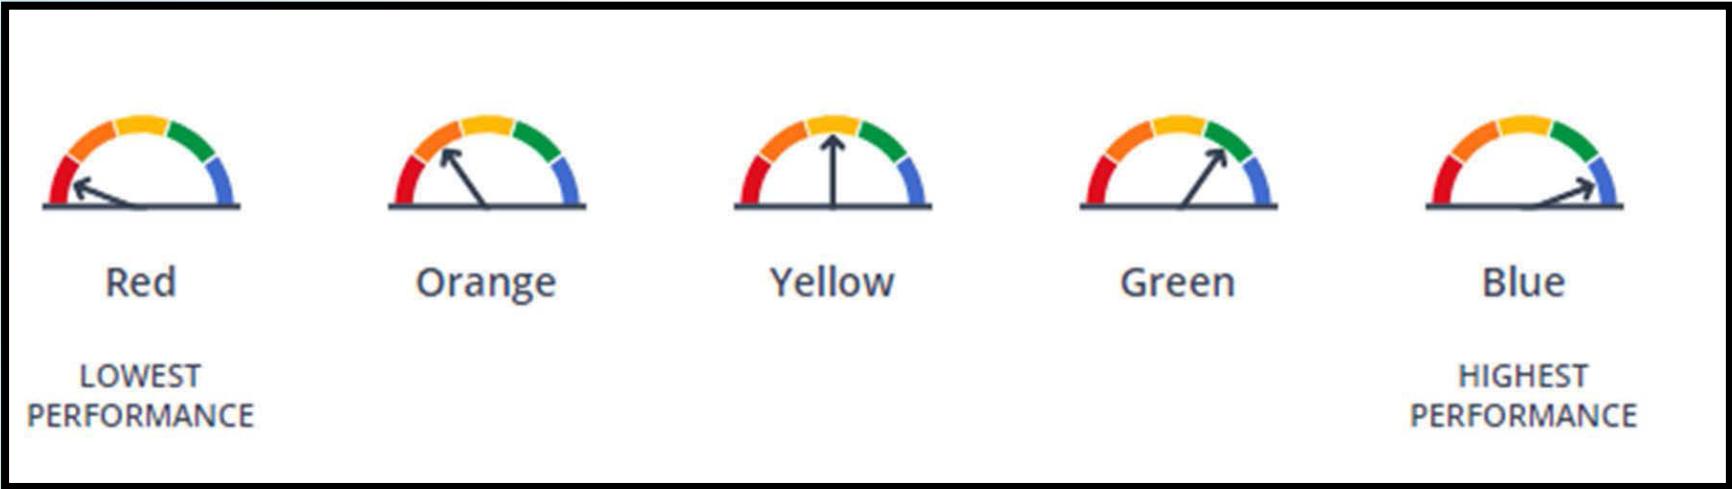 Red
Orange
Yellow
Green
Blue
LOWEST
PERFORMANCE
HIGHEST
PERFORMANCE